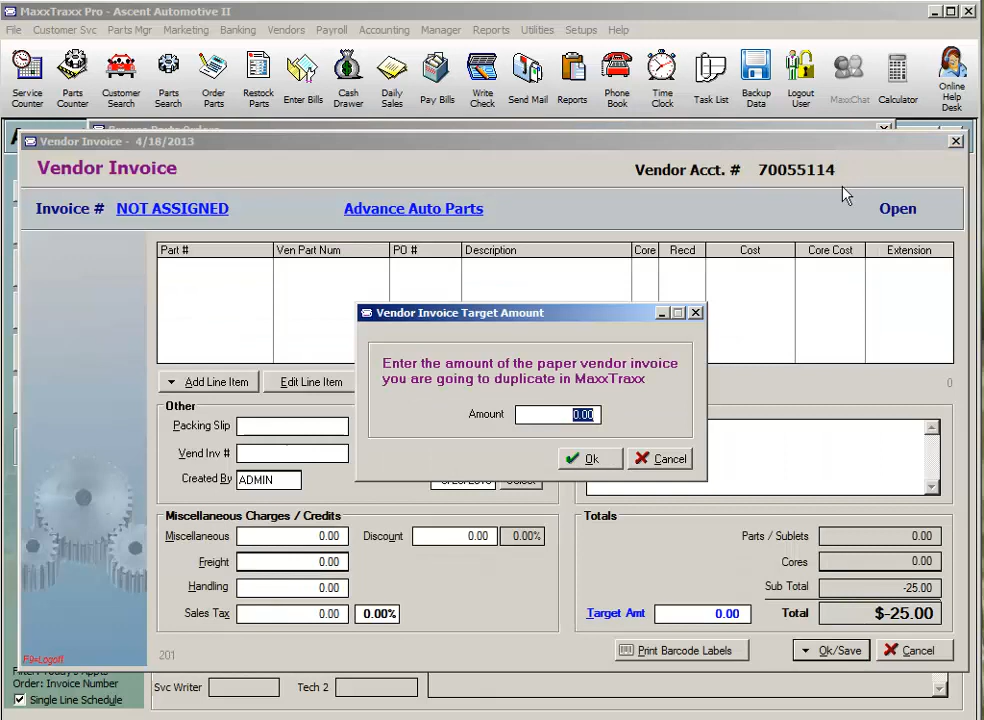 MaxxTraxx Pro - Ascent Automotive II
File Customer Svc Parts Mgr Marketing Banking Vendors Payroll Accounting Manager Reports Utilities Setups Help
Service Counter Parts Counter Customer Search Parts Search Order Parts Restock Parts Enter Bills Cash Drawer Daily Sales Pay Bills Write Check Send Mail Reports Phone Book Time Clock Task List Backup Data Logout User MaxxChat Calculator Online Help Desk
Vendor Invoice - 4/18/2013
Vendor Invoice Vendor Acct. # 70055114
Invoice # NOT ASSIGNED Advance Auto Parts Open
Part # Ven Part Num PO # Description Core Recd Cost Core Cost Extension
Vendor Invoice Target Amount
Enter the amount of the paper vendor invoice
you are going to duplicate in MaxxTraxx
Amount 0.00
Ok Cancel
Add Line Item Edit Line Item 0
Other
Packing Slip
Vend Inv #
Created By ADMIN
Miscellaneous Charges / Credits
Miscellaneous 0.00 Discount 0.00 0.00%
Freight 0.00
Handling 0.00
Sales Tax 0.00 0.00%
Totals
Parts / Sublets 0.00
Cores 0.00
Sub Total -25.00
Target Amt 0.00 Total $-25.00
F9=Logoff 201 Print Barcode Labels Ok/Save Cancel
Order: Invoice Number
Single Line Schedule
Svc Writer Tech 2